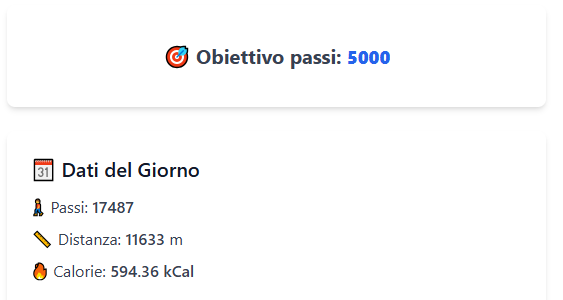 🎯 Obiettivo passi: 5000
📅 Dati del Giorno
🚶 Passi: 17487
📏 Distanza: 11633 m
🔥 Calorie: 594.36 kCal